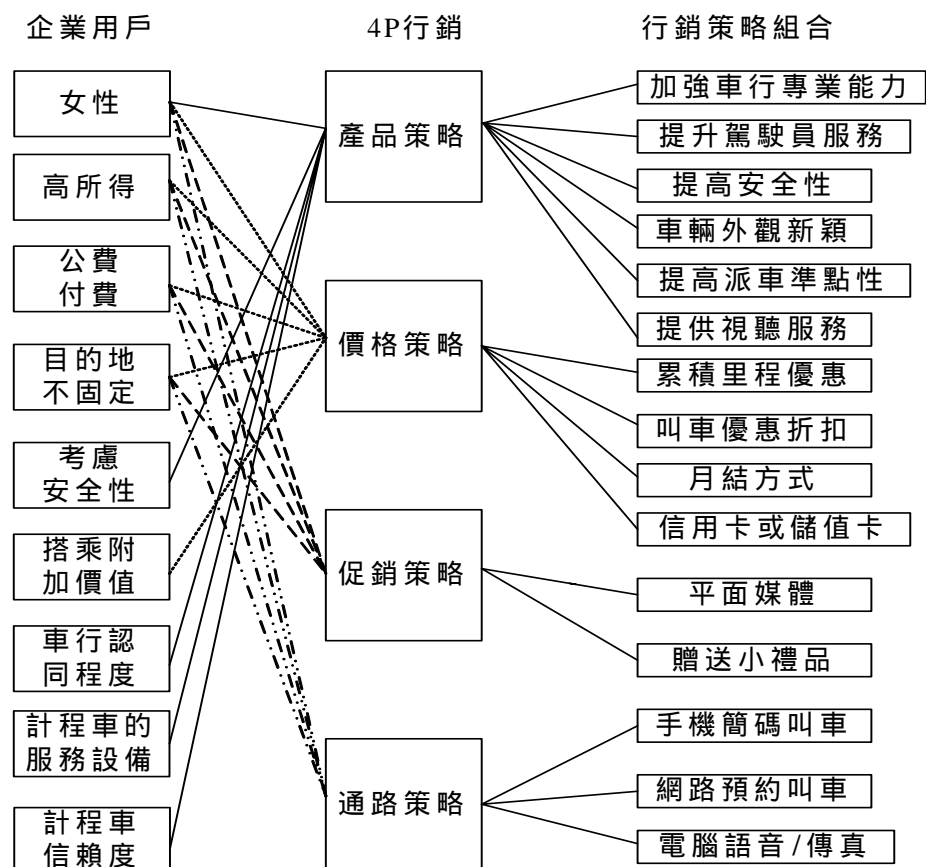 企業用戶
4P行銷
行銷策略組合
女性
高所得
公費
付費
目的地
不固定
考慮
安全性
搭乘附
加價值
車行認
同程度
計程車的
服務設備
計程車
信賴度
產品策略
價格策略
促銷策略
通路策略
加強車行專業能力
提升駕駛員服務
提高安全性
車輛外觀新穎
提高派車準點性
提供視聽服務
累積里程優惠
叫車優惠折扣
月結方式
信用卡或儲值卡
平面媒體
贈送小禮品
手機簡碼叫車
網路預約叫車
電腦語音/傳真